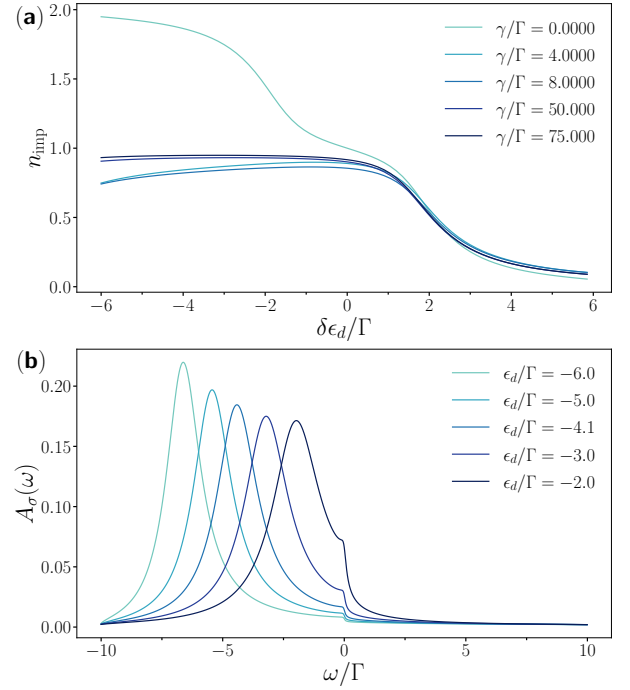 (a)
2.0
1.5
1.0
0.5
0.0
n_imp
γ/Γ = 0.0000
γ/Γ = 4.0000
γ/Γ = 8.0000
γ/Γ = 50.000
γ/Γ = 75.000
−6 −4 −2 0 2 4 6
δϵ_d/Γ
(b)
0.20
0.15
0.10
0.05
0.00
A_σ(ω)
ϵ_d/Γ = −6.0
ϵ_d/Γ = −5.0
ϵ_d/Γ = −4.1
ϵ_d/Γ = −3.0
ϵ_d/Γ = −2.0
−10 −5 0 5 10
ω/Γ